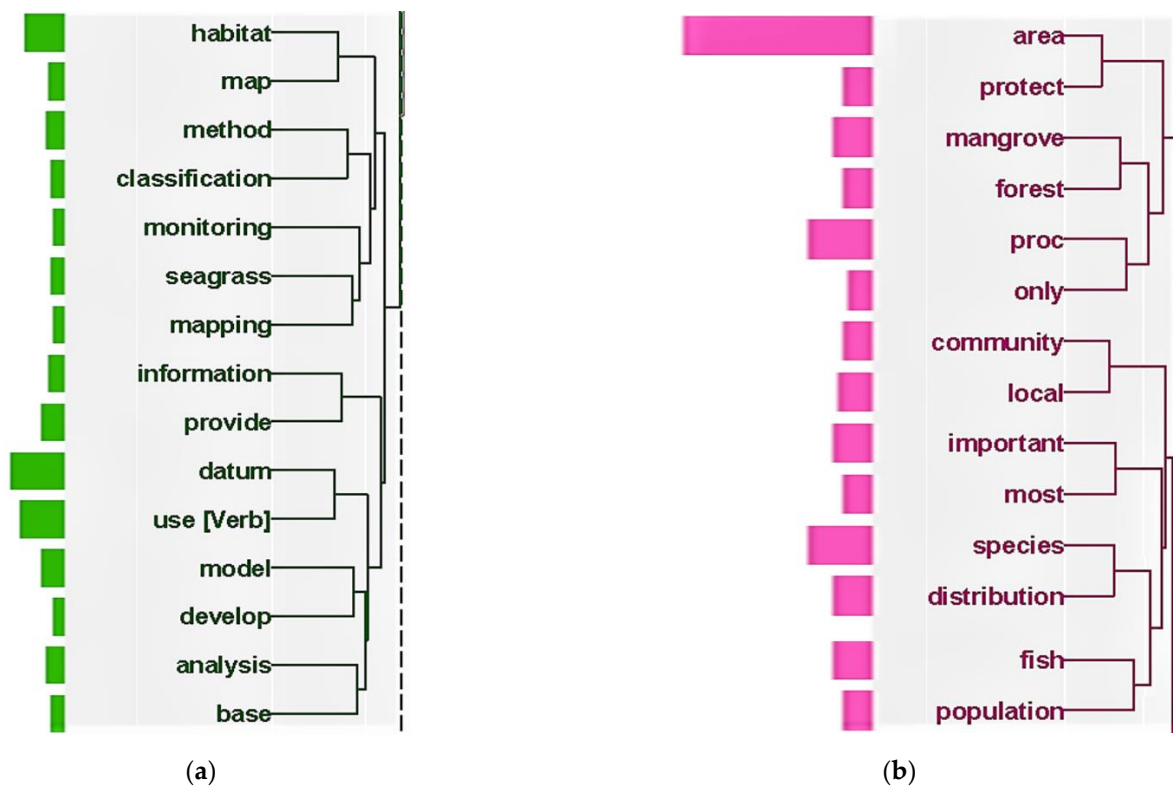 habitat
map
method
classification
monitoring
seagrass
mapping
information
provide
datum
use [Verb]
model
develop
analysis
base
(a)
area
protect
mangrove
forest
proc
only
community
local
important
most
species
distribution
fish
population
(b)